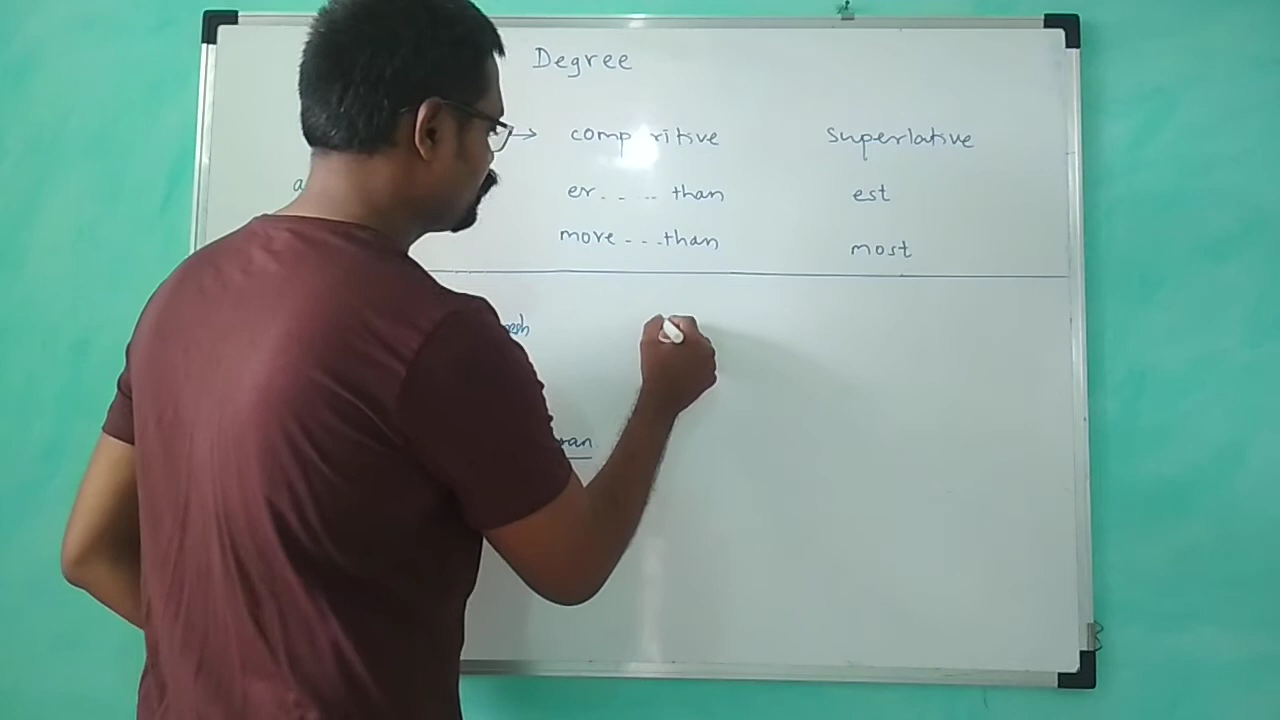 Degree
→ comparitive superlative
er - - - - than est
more - - - than most